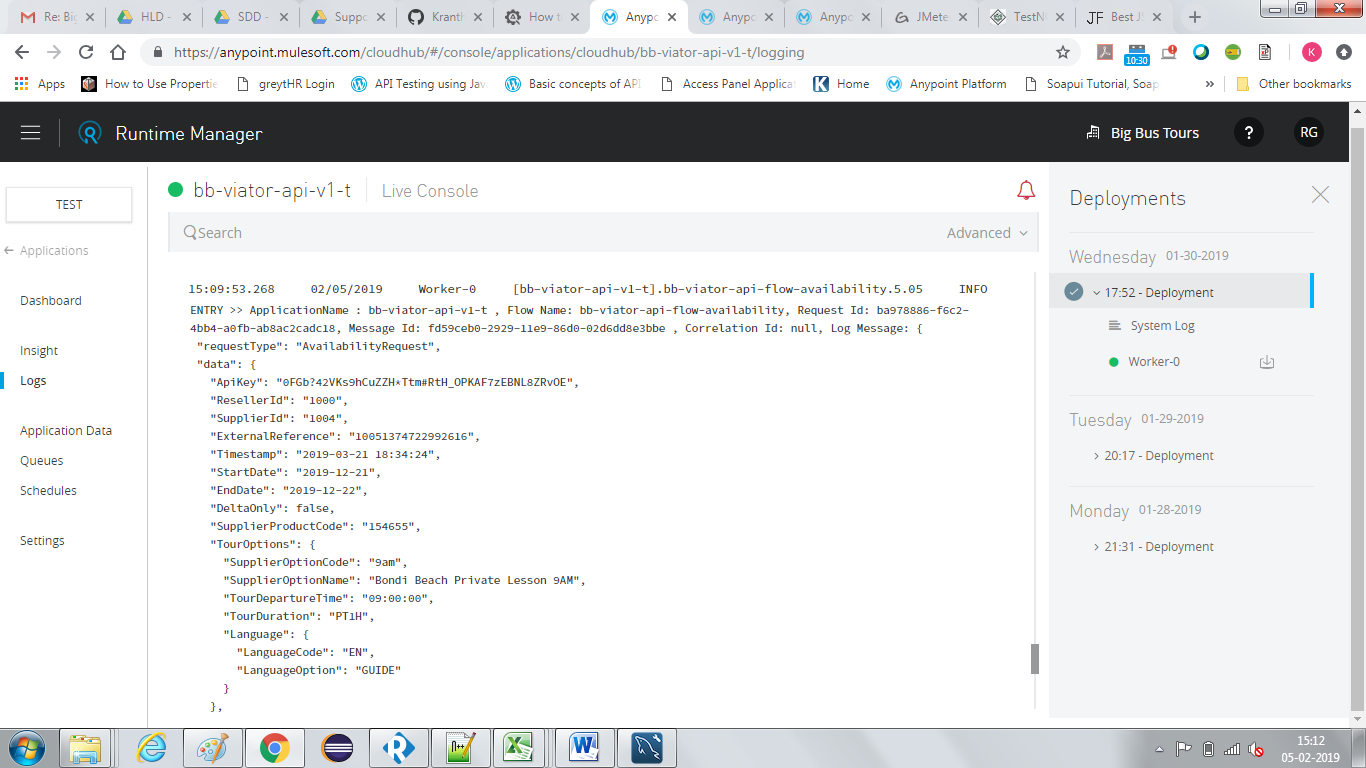 Re: Big
HLD -
SDD -
Suppo
Kranth
How t
Anypo
Anypo
Anypo
JMete
TestN
JF Best JS
https://anypoint.mulesoft.com/cloudhub/#/console/applications/cloudhub/bb-viator-api-v1-t/logging
10:30
K
Apps
How to Use Propertie
greytHR Login
API Testing using Jav
Basic concepts of API
Access Panel Applicat
Home
Anypoint Platform
Soapui Tutorial, Soap
»
Other bookmarks
Runtime Manager
Big Bus Tours
?
RG
TEST
Applications
Dashboard
Insight
Logs
Application Data
Queues
Schedules
Settings
bb-viator-api-v1-t
Live Console
Search
Advanced
15:09:53.268 02/05/2019 Worker-0 [bb-viator-api-v1-t].bb-viator-api-flow-availability.5.05 INFO
ENTRY >> ApplicationName : bb-viator-api-v1-t , Flow Name: bb-viator-api-flow-availability, Request Id: ba978886-f6c2-
4bb4-a0fb-ab8ac2cadc18, Message Id: fd59ceb0-2929-11e9-86d0-02d6dd8e3bbe , Correlation Id: null, Log Message: {
"requestType": "AvailabilityRequest",
"data": {
"ApiKey": "0FGb?42VKs9hCuZZH*Ttm#RtH_OPKAF7zEBNL8ZRvOE",
"ResellerId": "1000",
"SupplierId": "1004",
"ExternalReference": "10051374722992616",
"Timestamp": "2019-03-21 18:34:24",
"StartDate": "2019-12-21",
"EndDate": "2019-12-22",
"DeltaOnly": false,
"SupplierProductCode": "154655",
"TourOptions": {
"SupplierOptionCode": "9am",
"SupplierOptionName": "Bondi Beach Private Lesson 9AM",
"TourDepartureTime": "09:00:00",
"TourDuration": "PT1H",
"Language": {
"LanguageCode": "EN",
"LanguageOption": "GUIDE"
}
},
Deployments
Wednesday 01-30-2019
17:52 - Deployment
System Log
Worker-0
Tuesday 01-29-2019
20:17 - Deployment
Monday 01-28-2019
21:31 - Deployment
15:12
05-02-2019